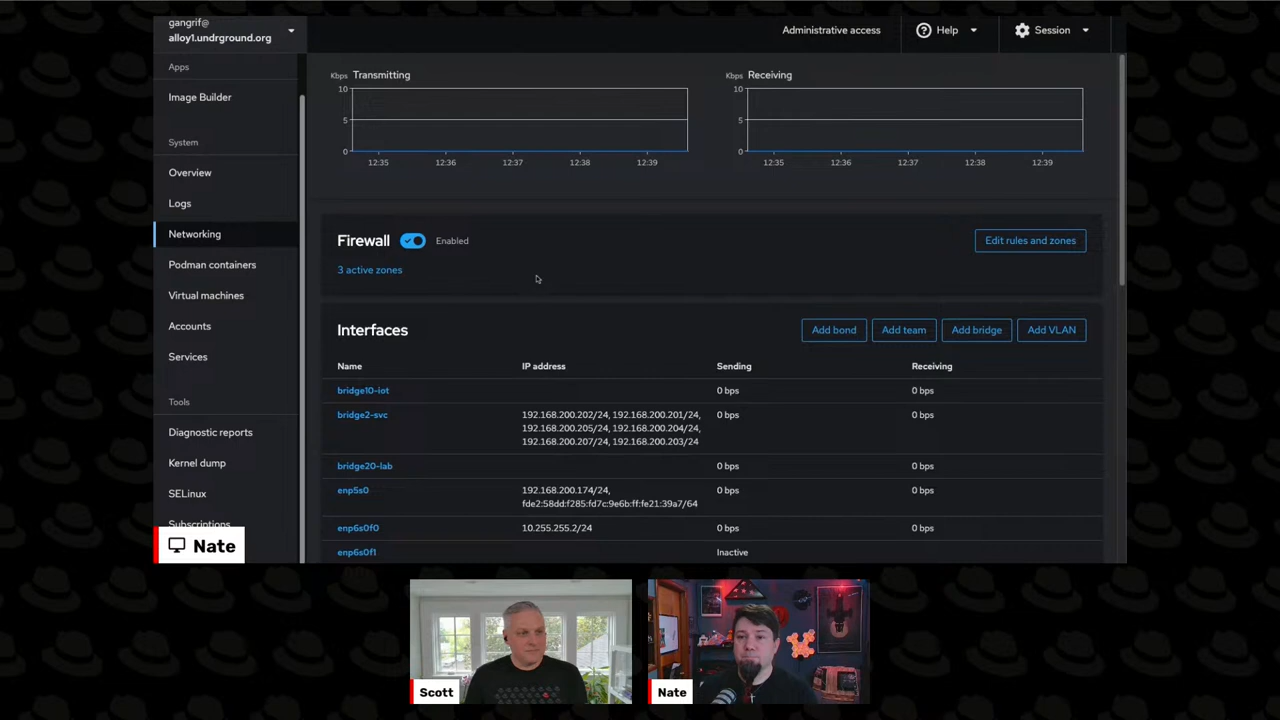 gangrif@
alloy1.undrground.org
Administrative access
Help
Session
Apps
Image Builder
System
Overview
Logs
Networking
Podman containers
Virtual machines
Accounts
Services
Tools
Diagnostic reports
Kernel dump
SELinux
Subscriptions
Kbps Transmitting
10
5
0
12:35 12:36 12:37 12:38 12:39
Kbps Receiving
10
5
0
12:35 12:36 12:37 12:38 12:39
Firewall Enabled
Edit rules and zones
3 active zones
Interfaces
Add bond Add team Add bridge Add VLAN
Name IP address Sending Receiving
bridge10-iot 0 bps 0 bps
bridge2-svc 192.168.200.202/24, 192.168.200.201/24, 0 bps 0 bps
192.168.200.205/24, 192.168.200.204/24,
192.168.200.207/24, 192.168.200.203/24
bridge20-lab 0 bps 0 bps
enp5s0 192.168.200.174/24, 0 bps 0 bps
fde2:58dd:f285:fd7c:9e6b:ff:fe21:39a7/64
enp6s0f0 10.255.255.2/24 0 bps 0 bps
enp6s0f1 Inactive
Nate
Scott
Nate